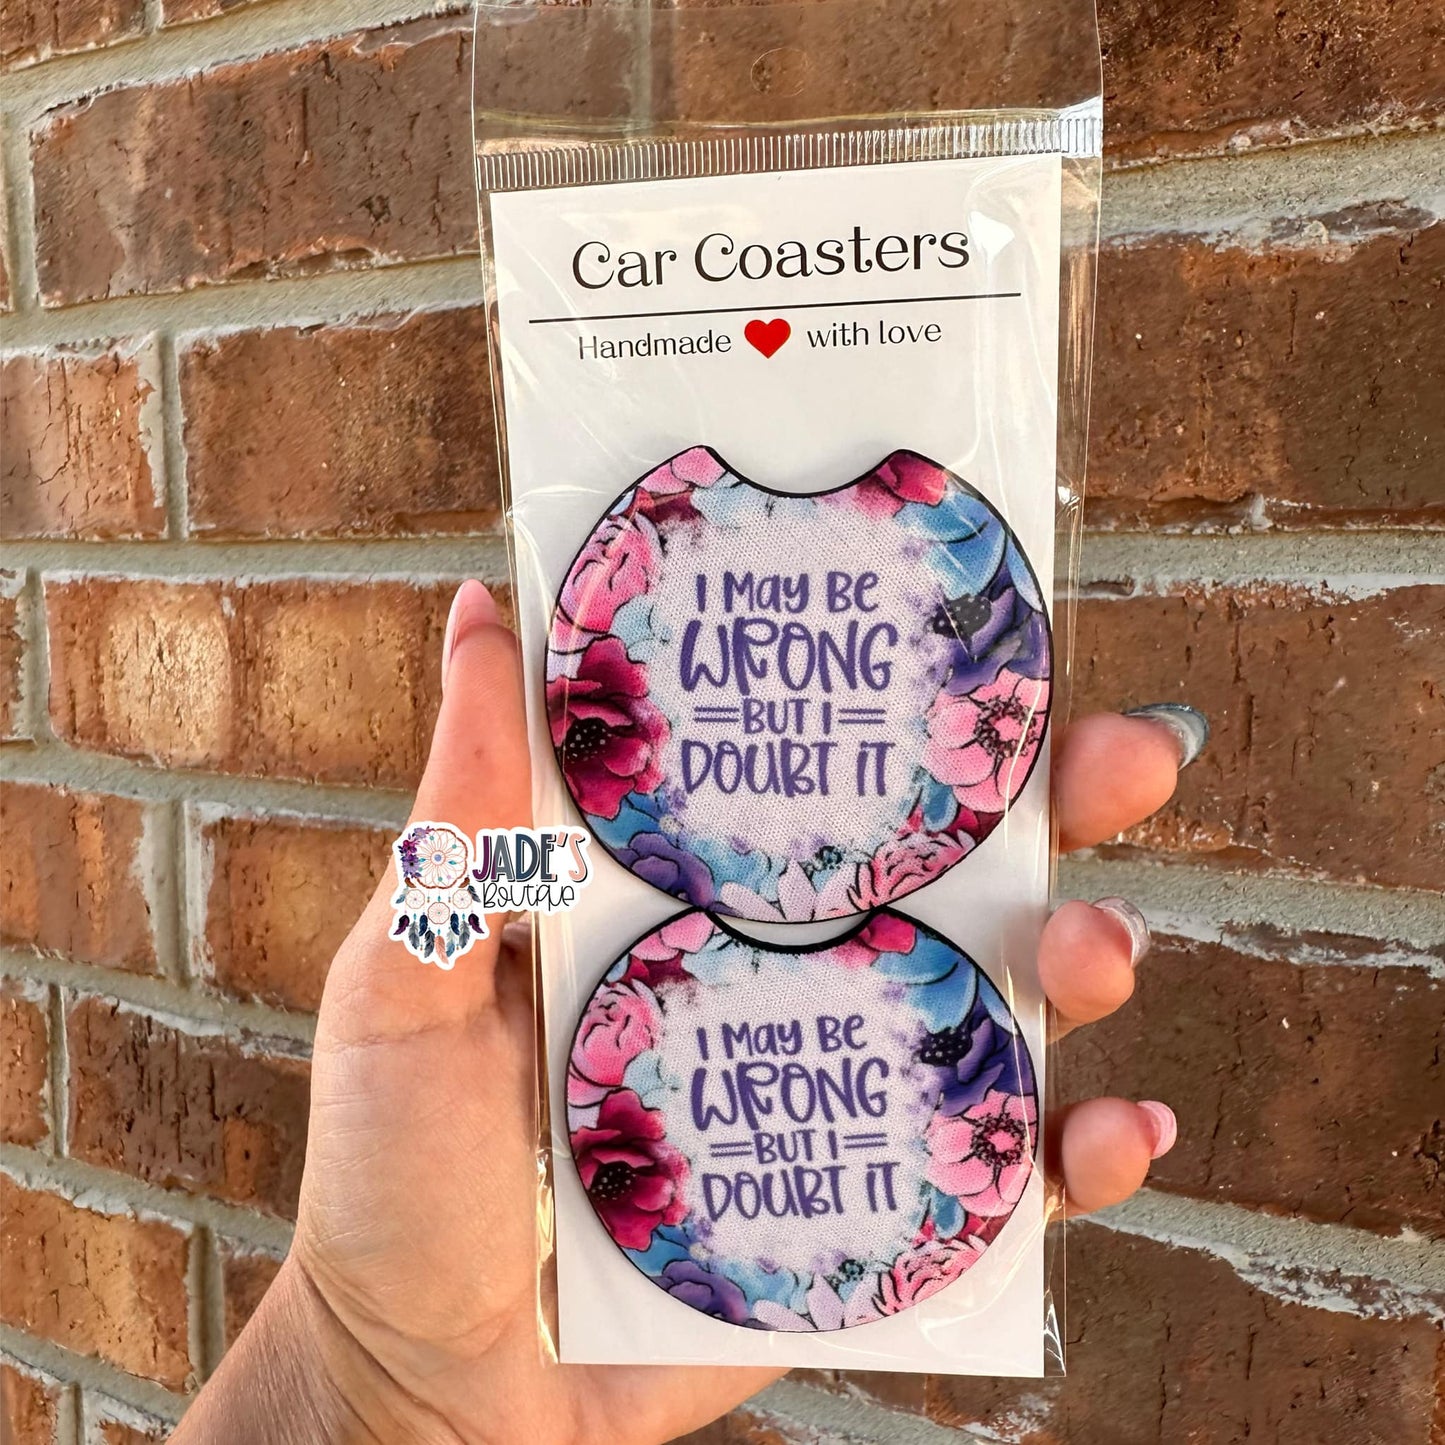 Car Coasters
Handmade with love
I MAY BE
WRONG
BUT I
DOUBT IT
JADE'S
Boutique
I MAY BE
WRONG
BUT I
DOUBT IT